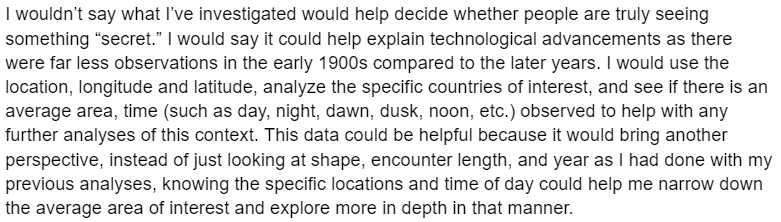 I wouldn’t say what I’ve investigated would help decide whether people are truly seeing
something “secret.” I would say it could help explain technological advancements as there
were far less observations in the early 1900s compared to the later years. I would use the
location, longitude and latitude, analyze the specific countries of interest, and see if there is an
average area, time (such as day, night, dawn, dusk, noon, etc.) observed to help with any
further analyses of this context. This data could be helpful because it would bring another
perspective, instead of just looking at shape, encounter length, and year as I had done with my
previous analyses, knowing the specific locations and time of day could help me narrow down
the average area of interest and explore more in depth in that manner.